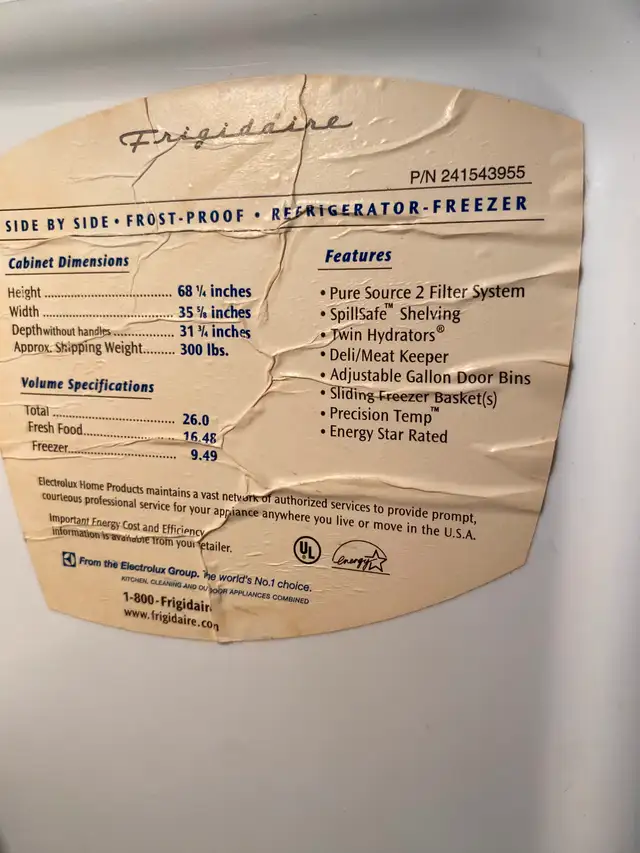 Frigidaire
P/N 241543955
SIDE BY SIDE • FROST-PROOF • REFRIGERATOR-FREEZER
Cabinet Dimensions
Height ................................ 68 ¼ inches
Width .................................. 35 ⅝ inches
Depth without handles ................ 31 ¾ inches
Approx. Shipping Weight........ 300 lbs.
Volume Specifications
Total .............................. 26.0
Fresh Food....................... 16.48
Freezer............................ 9.49
Features
• Pure Source 2 Filter System
• SpillSafe™ Shelving
• Twin Hydrators®
• Deli/Meat Keeper
• Adjustable Gallon Door Bins
• Sliding Freezer Basket(s)
• Precision Temp™
• Energy Star Rated
Electrolux Home Products maintains a vast network of authorized services to provide prompt,
courteous professional service for your appliance anywhere you live or move in the U.S.A.
Important Energy Cost and Efficiency
information is available from your retailer.
UL
energy
From the Electrolux Group. The world's No.1 choice.
KITCHEN, CLEANING AND OUTDOOR APPLIANCES COMBINED
1-800-Frigidair
www.frigidaire.com